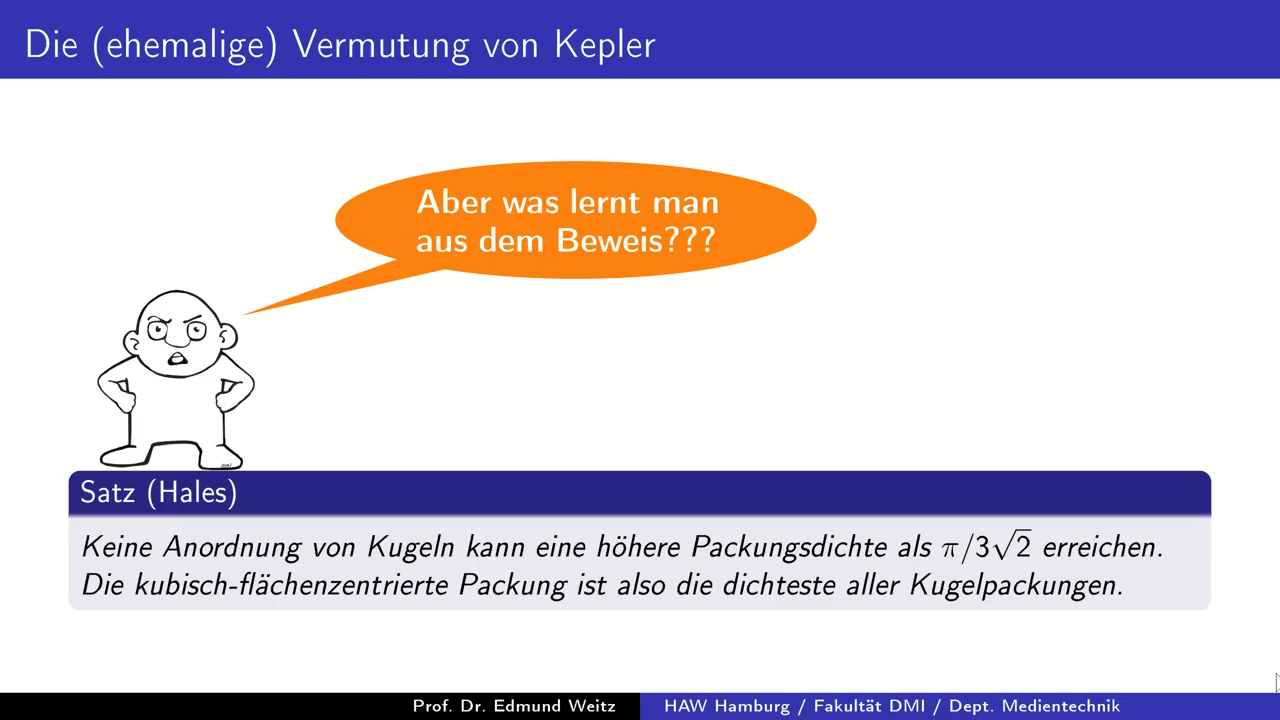 Die (ehemalige) Vermutung von Kepler
Aber was lernt man
aus dem Beweis???
Satz (Hales)
Keine Anordnung von Kugeln kann eine höhere Packungsdichte als π/3√2 erreichen.
Die kubisch-flächenzentrierte Packung ist also die dichteste aller Kugelpackungen.
Prof. Dr. Edmund Weitz
HAW Hamburg / Fakultät DMI / Dept. Medientechnik